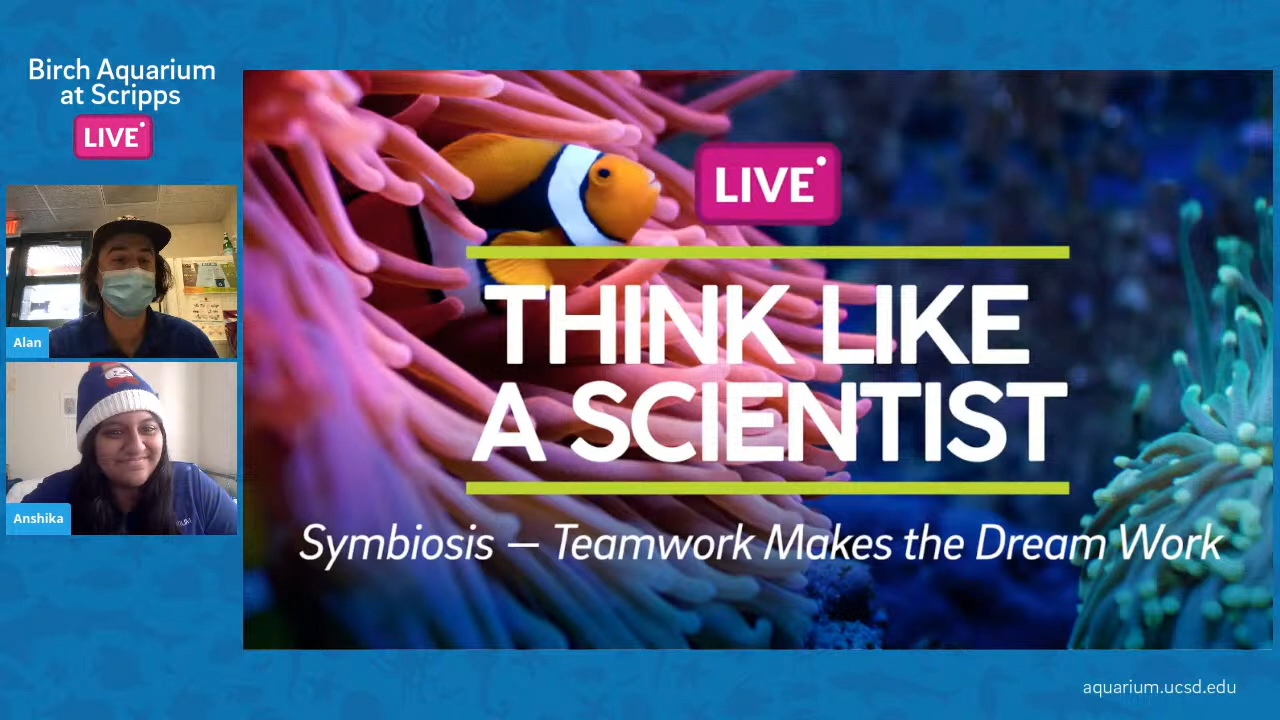 Birch Aquarium
at Scripps
LIVE
Alan
Anshika
LIVE
THINK LIKE
A SCIENTIST
Symbiosis — Teamwork Makes the Dream Work
aquarium.ucsd.edu